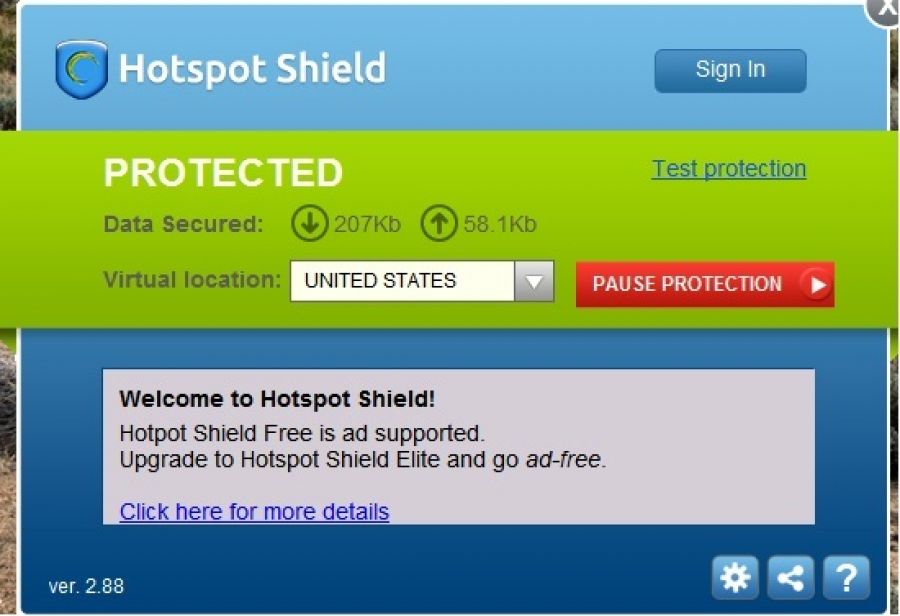 X
Hotspot Shield
Sign In
PROTECTED
Test protection
Data Secured: 207Kb 58.1Kb
Virtual location: UNITED STATES
PAUSE PROTECTION
Welcome to Hotspot Shield!
Hotpot Shield Free is ad supported.
Upgrade to Hotspot Shield Elite and go ad-free.
Click here for more details
ver. 2.88
?